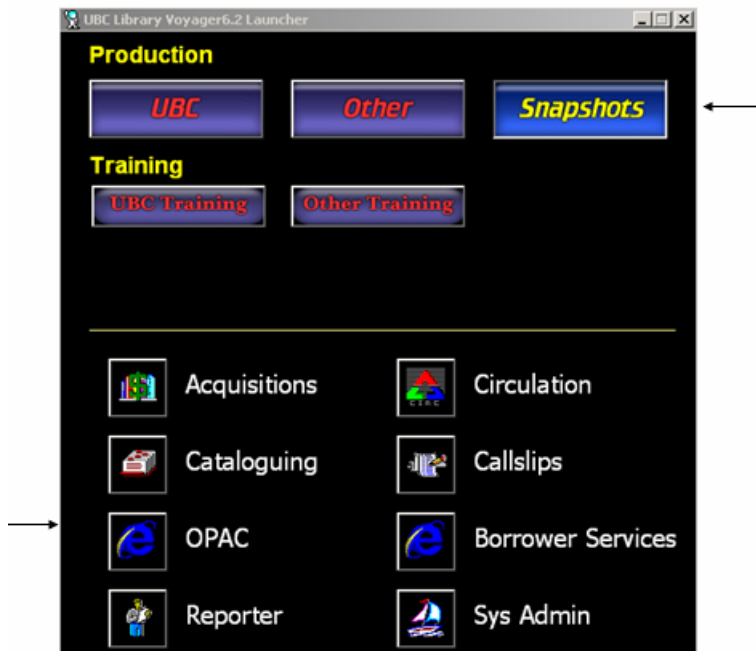 UBC Library Voyager6.2 Launcher
Production
UBC Other Snapshots
Training
UBC Training Other Training
Acquisitions Circulation
CIRC
Cataloguing Callslips
OPAC Borrower Services
Reporter Sys Admin